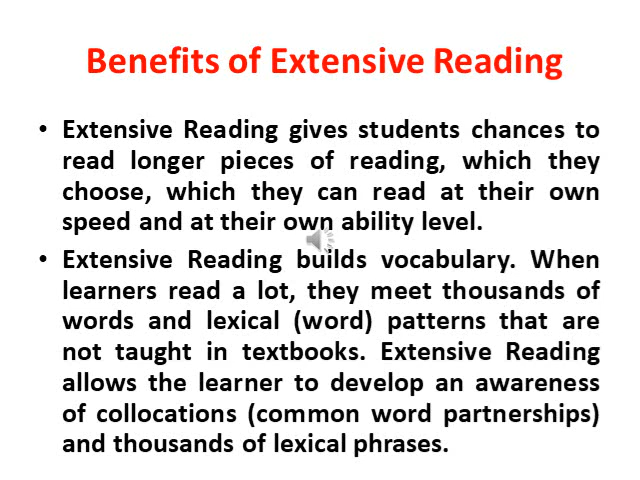 Benefits of Extensive Reading
• Extensive Reading gives students chances to
read longer pieces of reading, which they
choose, which they can read at their own
speed and at their own ability level.
• Extensive Reading builds vocabulary. When
learners read a lot, they meet thousands of
words and lexical (word) patterns that are
not taught in textbooks. Extensive Reading
allows the learner to develop an awareness
of collocations (common word partnerships)
and thousands of lexical phrases.